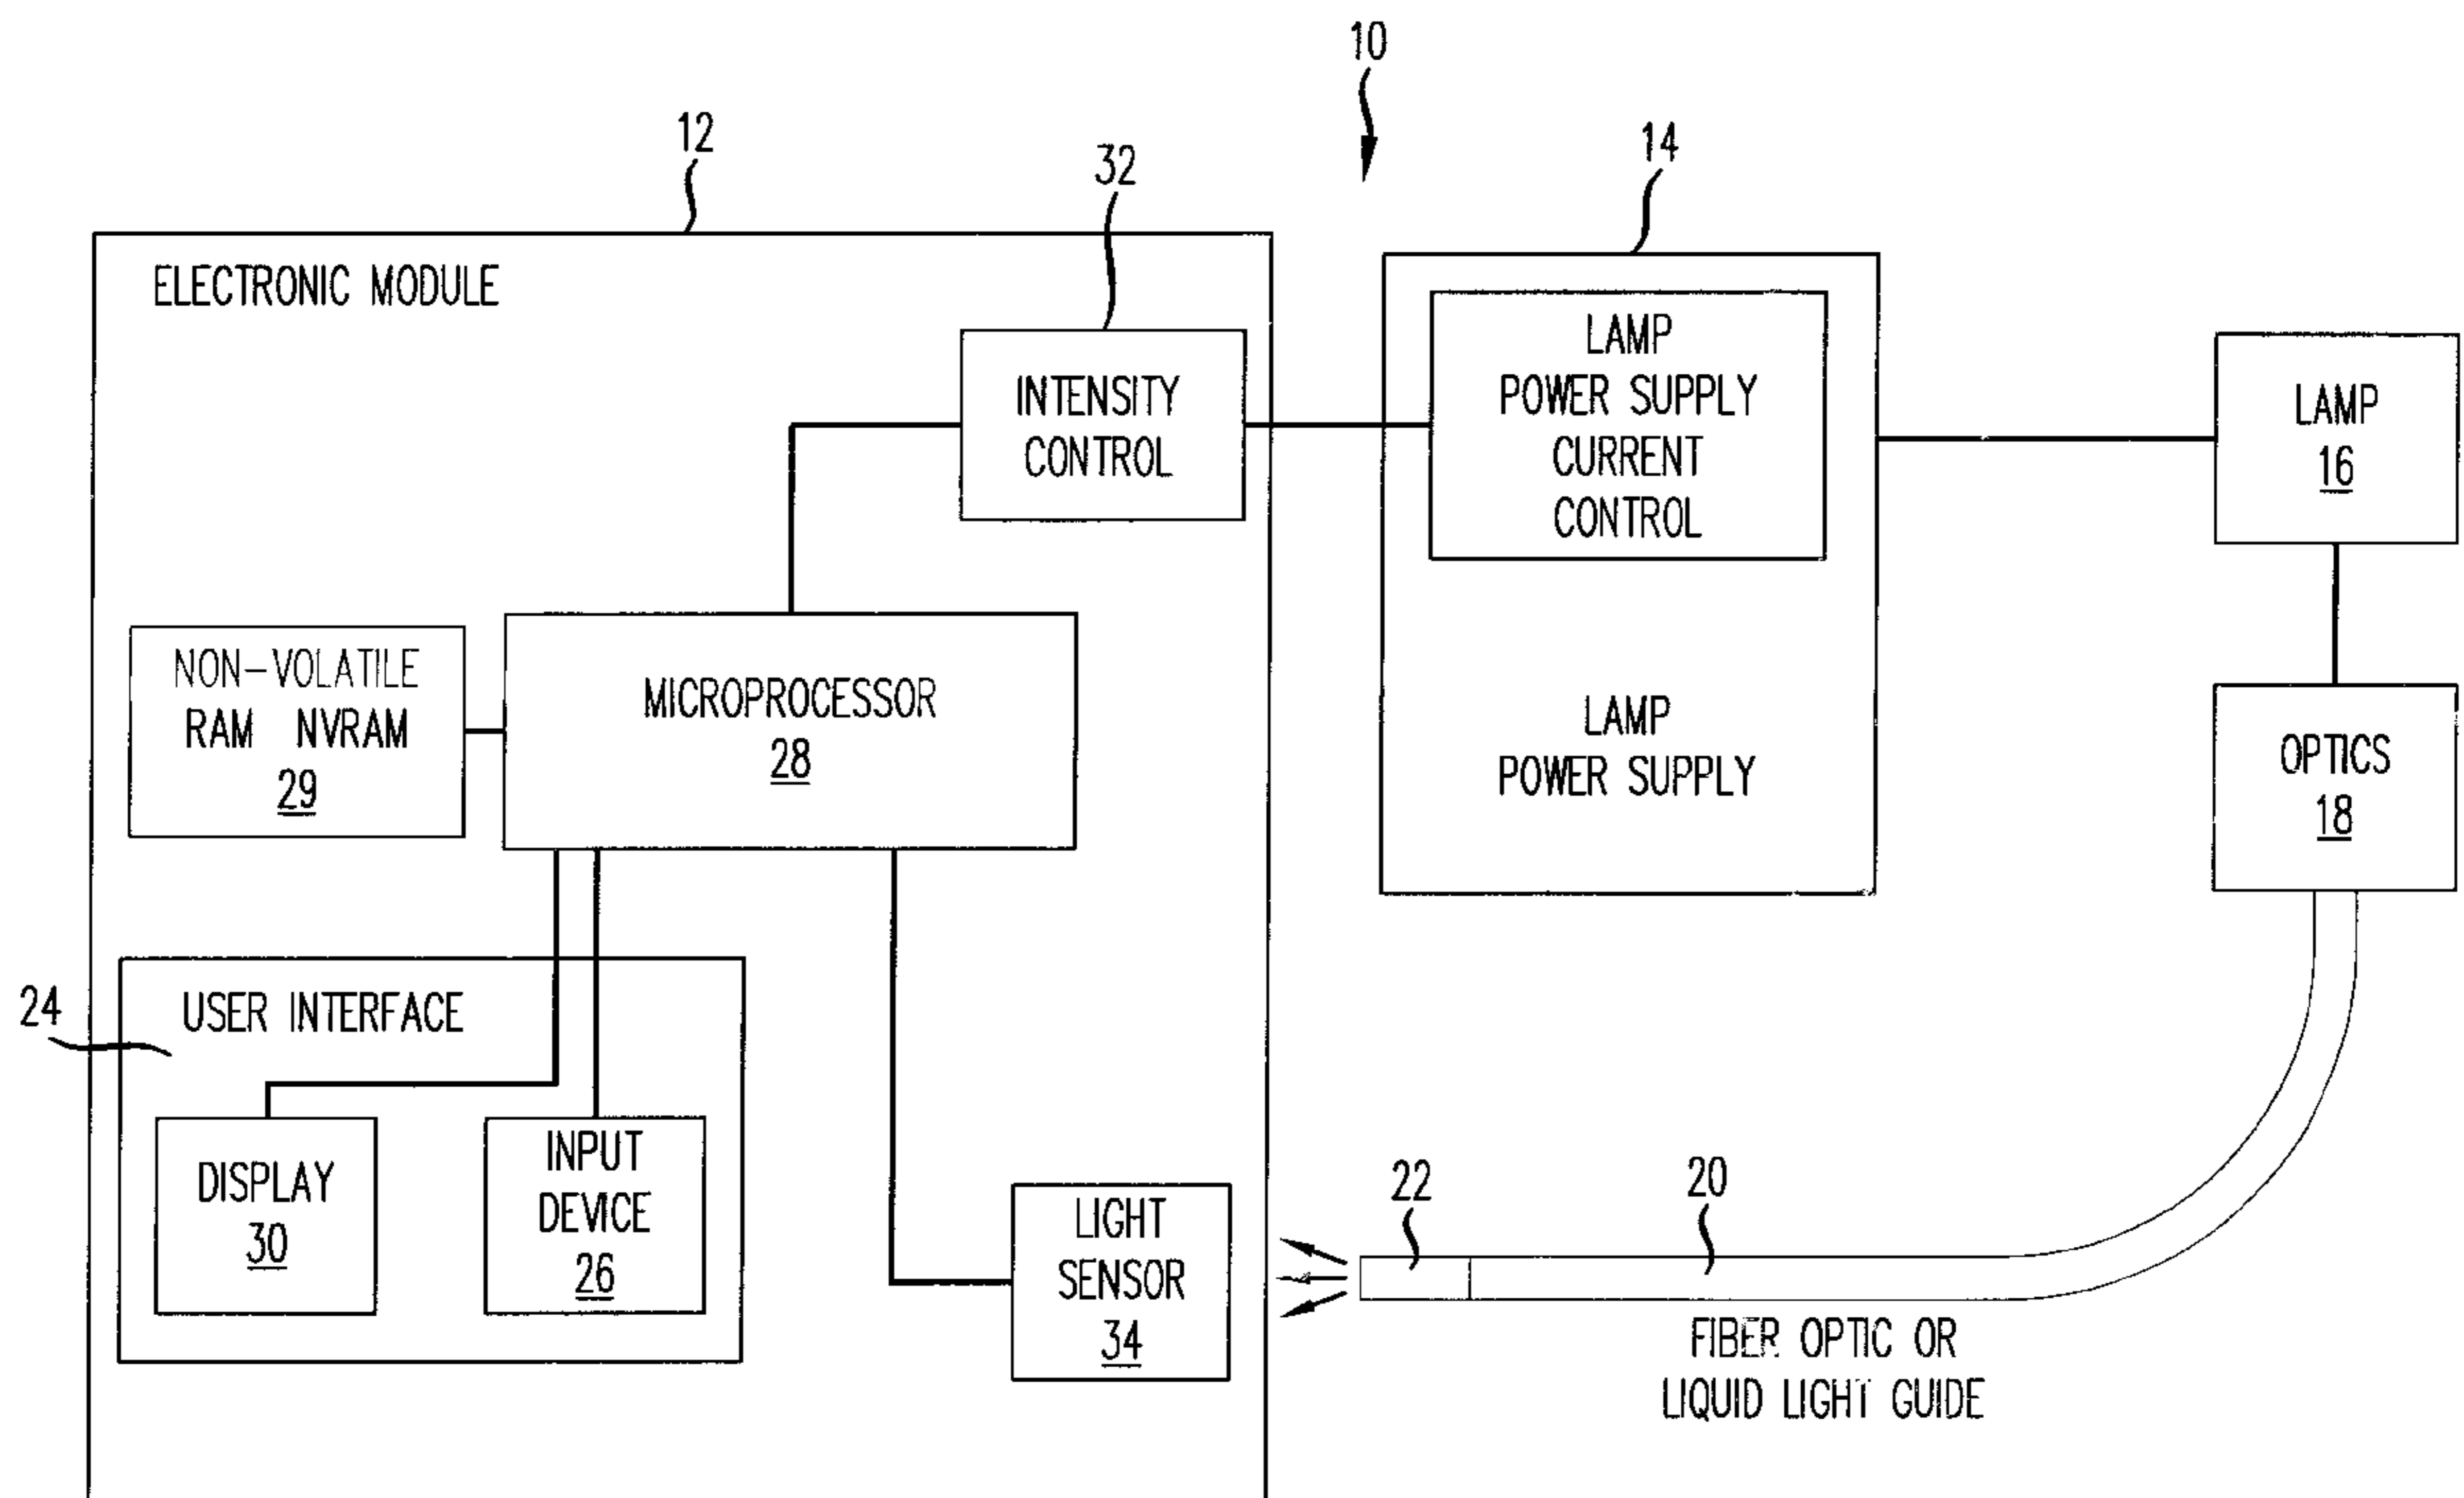 10
12
32
14
ELECTRONIC MODULE
INTENSITY
CONTROL
LAMP
POWER SUPPLY
CURRENT
CONTROL
LAMP
POWER SUPPLY
LAMP
16
NON-VOLATILE
RAM NVRAM
29
MICROPROCESSOR
28
OPTICS
18
24
USER INTERFACE
DISPLAY
30
INPUT
DEVICE
26
LIGHT
SENSOR
34
22
20
FIBER OPTIC OR
LIQUID LIGHT GUIDE